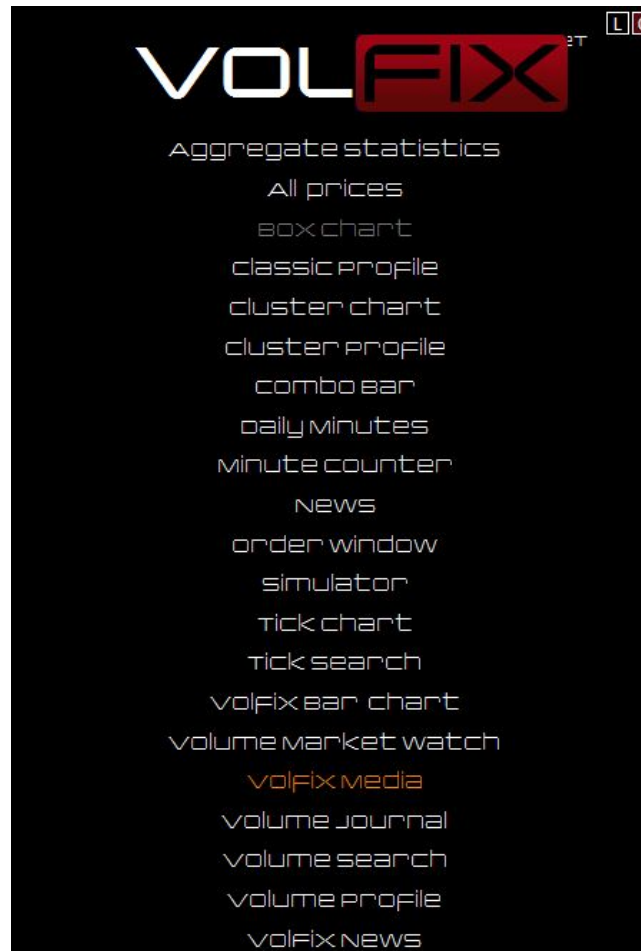 L
ET
VOLFIX
Aggregate statistics
All prices
Box chart
Classic Profile
Cluster chart
Cluster Profile
Combo Bar
Daily Minutes
Minute Counter
News
Order Window
Simulator
Tick Chart
Tick Search
VolFix Bar Chart
Volume Market Watch
VolFix Media
Volume Journal
Volume Search
Volume Profile
VolFix News